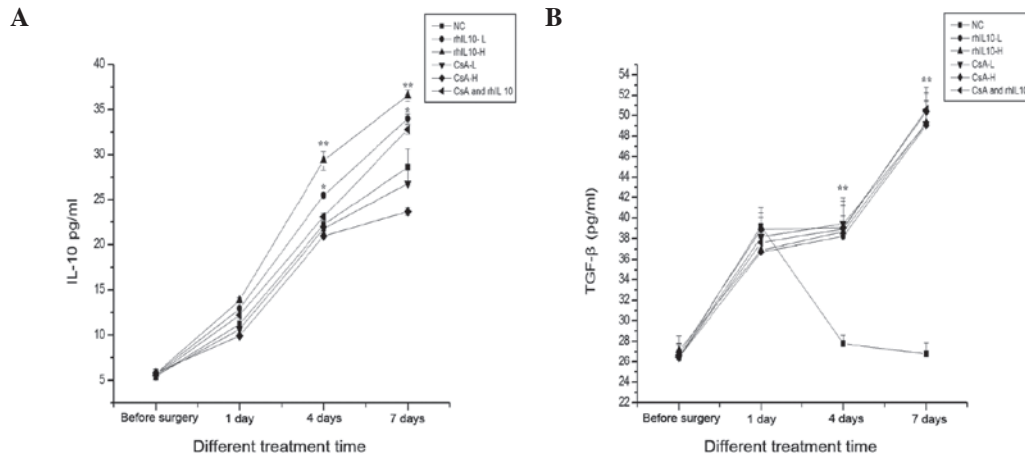 A
NC
rhIL10- L
rhIL10-H
CsA-L
CsA-H
CsA and rhIL 10
IL-10 pg/ml
40
35
30
25
20
15
10
5
**
*
**
*
Before surgery 1 day 4 days 7 days
Different treatment time
B
NC
rhIL10-L
rhIL10-H
CsA-L
CsA-H
CsA and rhIL10
TGF-β (pg/ml)
54
52
50
48
46
44
42
40
38
36
34
32
30
28
26
24
22
**
**
Before surgery 1 day 4 days 7 days
Different treatment time